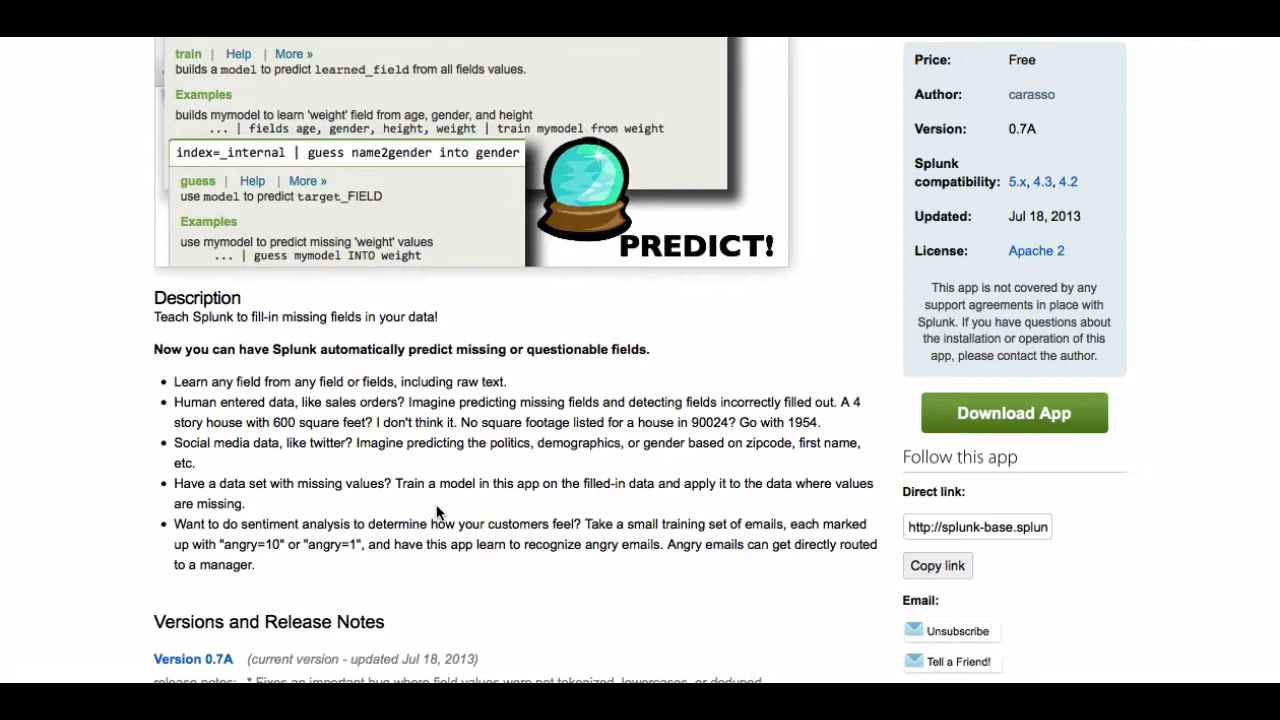 train | Help | More »
builds a model to predict learned_field from all fields values.
Examples
builds mymodel to learn 'weight' field from age, gender, and height
... | fields age, gender, height, weight | train mymodel from weight
index=_internal | guess name2gender into gender
guess | Help | More »
use model to predict target_FIELD
Examples
use mymodel to predict missing 'weight' values
... | guess mymodel INTO weight
PREDICT!
Description
Teach Splunk to fill-in missing fields in your data!
Now you can have Splunk automatically predict missing or questionable fields.
• Learn any field from any field or fields, including raw text.
• Human entered data, like sales orders? Imagine predicting missing fields and detecting fields incorrectly filled out. A 4
story house with 600 square feet? I don't think it. No square footage listed for a house in 90024? Go with 1954.
• Social media data, like twitter? Imagine predicting the politics, demographics, or gender based on zipcode, first name,
etc.
• Have a data set with missing values? Train a model in this app on the filled-in data and apply it to the data where values
are missing.
• Want to do sentiment analysis to determine how your customers feel? Take a small training set of emails, each marked
up with "angry=10" or "angry=1", and have this app learn to recognize angry emails. Angry emails can get directly routed
to a manager.
Versions and Release Notes
Version 0.7A (current version - updated Jul 18, 2013)
release notes: * Fixes an important bug where field values were not tokenized, lowercases, or deduped
Price: Free
Author: carasso
Version: 0.7A
Splunk
compatibility: 5.x, 4.3, 4.2
Updated: Jul 18, 2013
License: Apache 2
This app is not covered by any
support agreements in place with
Splunk. If you have questions about
the installation or operation of this
app, please contact the author.
Download App
Follow this app
Direct link:
http://splunk-base.splun
Copy link
Email:
Unsubscribe
Tell a Friend!